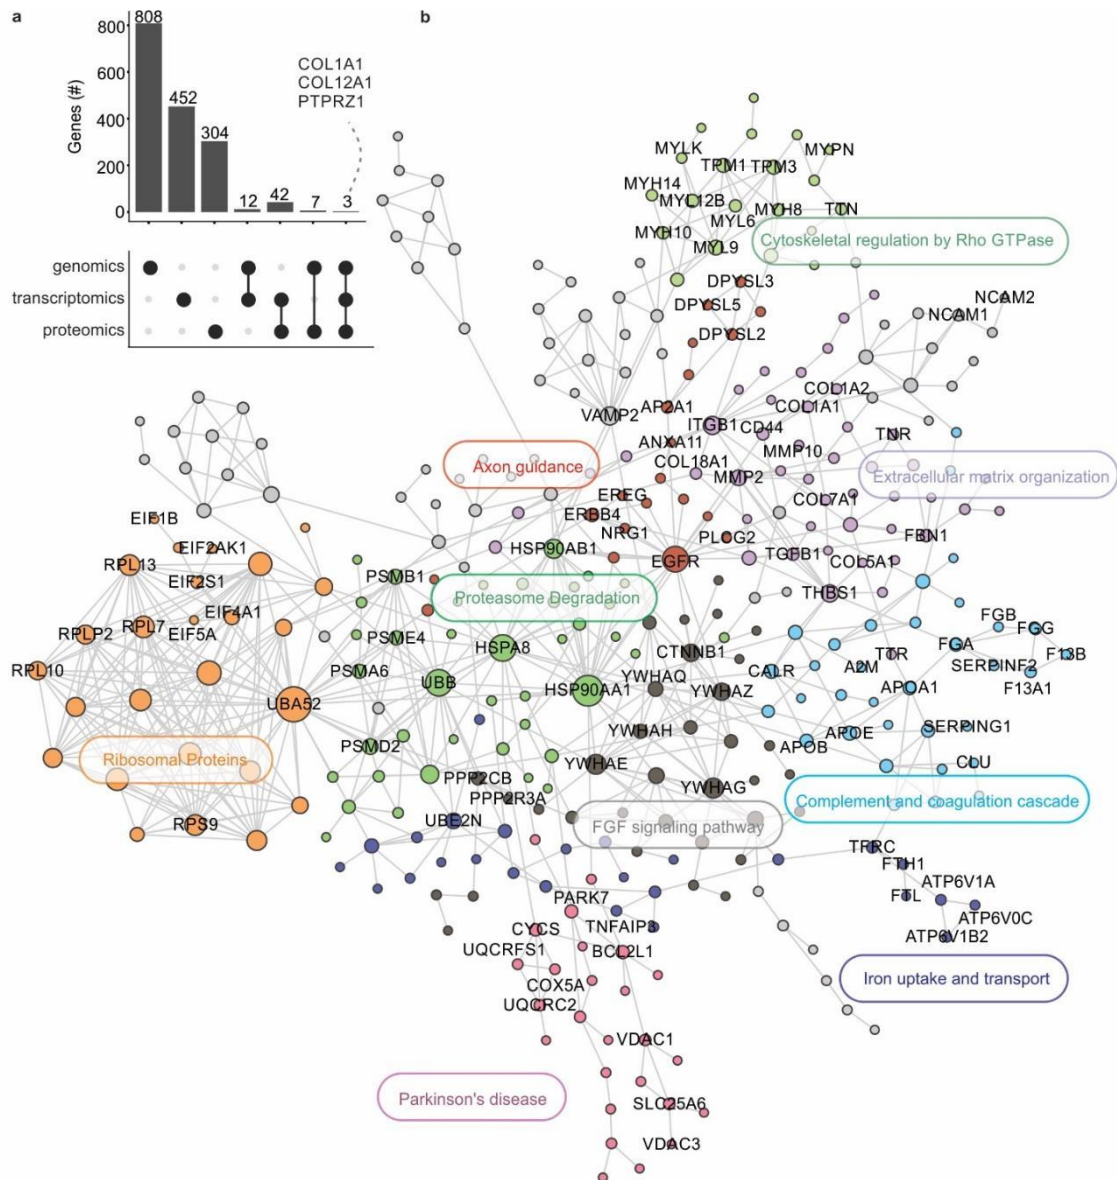 a
b
808
800
600
400
200
0
Genes (#)
452
304
12
42
7
3
COL1A1
COL12A1
PTPRZ1
genomics
transcriptomics
proteomics
MYLK
MYPN
TPM1
TPM3
MYH14
MYL12B
MYL6
MYH8
TTN
MYH10
MYL9
Cytoskeletal regulation by Rho GTPase
DPYSL3
DPYSL5
DPYSL2
NCAM2
NCAM1
COL1A2
VAMP2
AP2A1
COL1A1
ITGB1
CD44
ANXA11
MMP10
TNR
COL18A1
Axon guidance
MMP2
Extracellular matrix organization
EREG
COL7A1
ERBB4
NRG1
PLCG2
FBN1
EIF1B
EIF2AK1
RPL13
EIF2S1
HSP90AB1
EGFR
TGFB1
COL5A1
PSMB1
Proteasome Degradation
THBS1
EIF4A1
RPL7
RPLP2
EIF5A
PSME4
HSPA8
CTNNB1
FGB
FGG
FGA
TTR
F13B
RPL10
PSMA6
UBB
YWHAQ
CALR
A2M
SERPINF2
HSP90AA1
YWHAZ
APOA1
F13A1
UBA52
YWHAH
SERPING1
APOE
APOB
PSMD2
Ribosomal Proteins
YWHAE
CLU
PPP2CB
YWHAG
PPP2R3A
Complement and coagulation cascade
RPS9
UBE2N
FGF signaling pathway
TFRC
FTH1
ATP6V1A
FTL
PARK7
ATP6V0C
TNFAIP3
CYCS
ATP6V1B2
UQCRFS1
BCL2L1
COX5A
Iron uptake and transport
UQCRC2
VDAC1
Parkinson's disease
SLC25A6
VDAC3